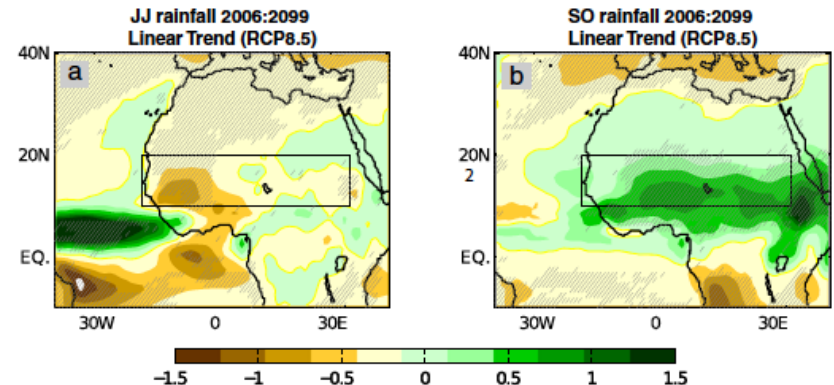 JJ rainfall 2006:2099
Linear Trend (RCP8.5)
SO rainfall 2006:2099
Linear Trend (RCP8.5)
40N
a
40N
b
20N
20N
2
EQ.
EQ.
30W 0 30E
30W 0 30E
−1.5 −1 −0.5 0 0.5 1 1.5